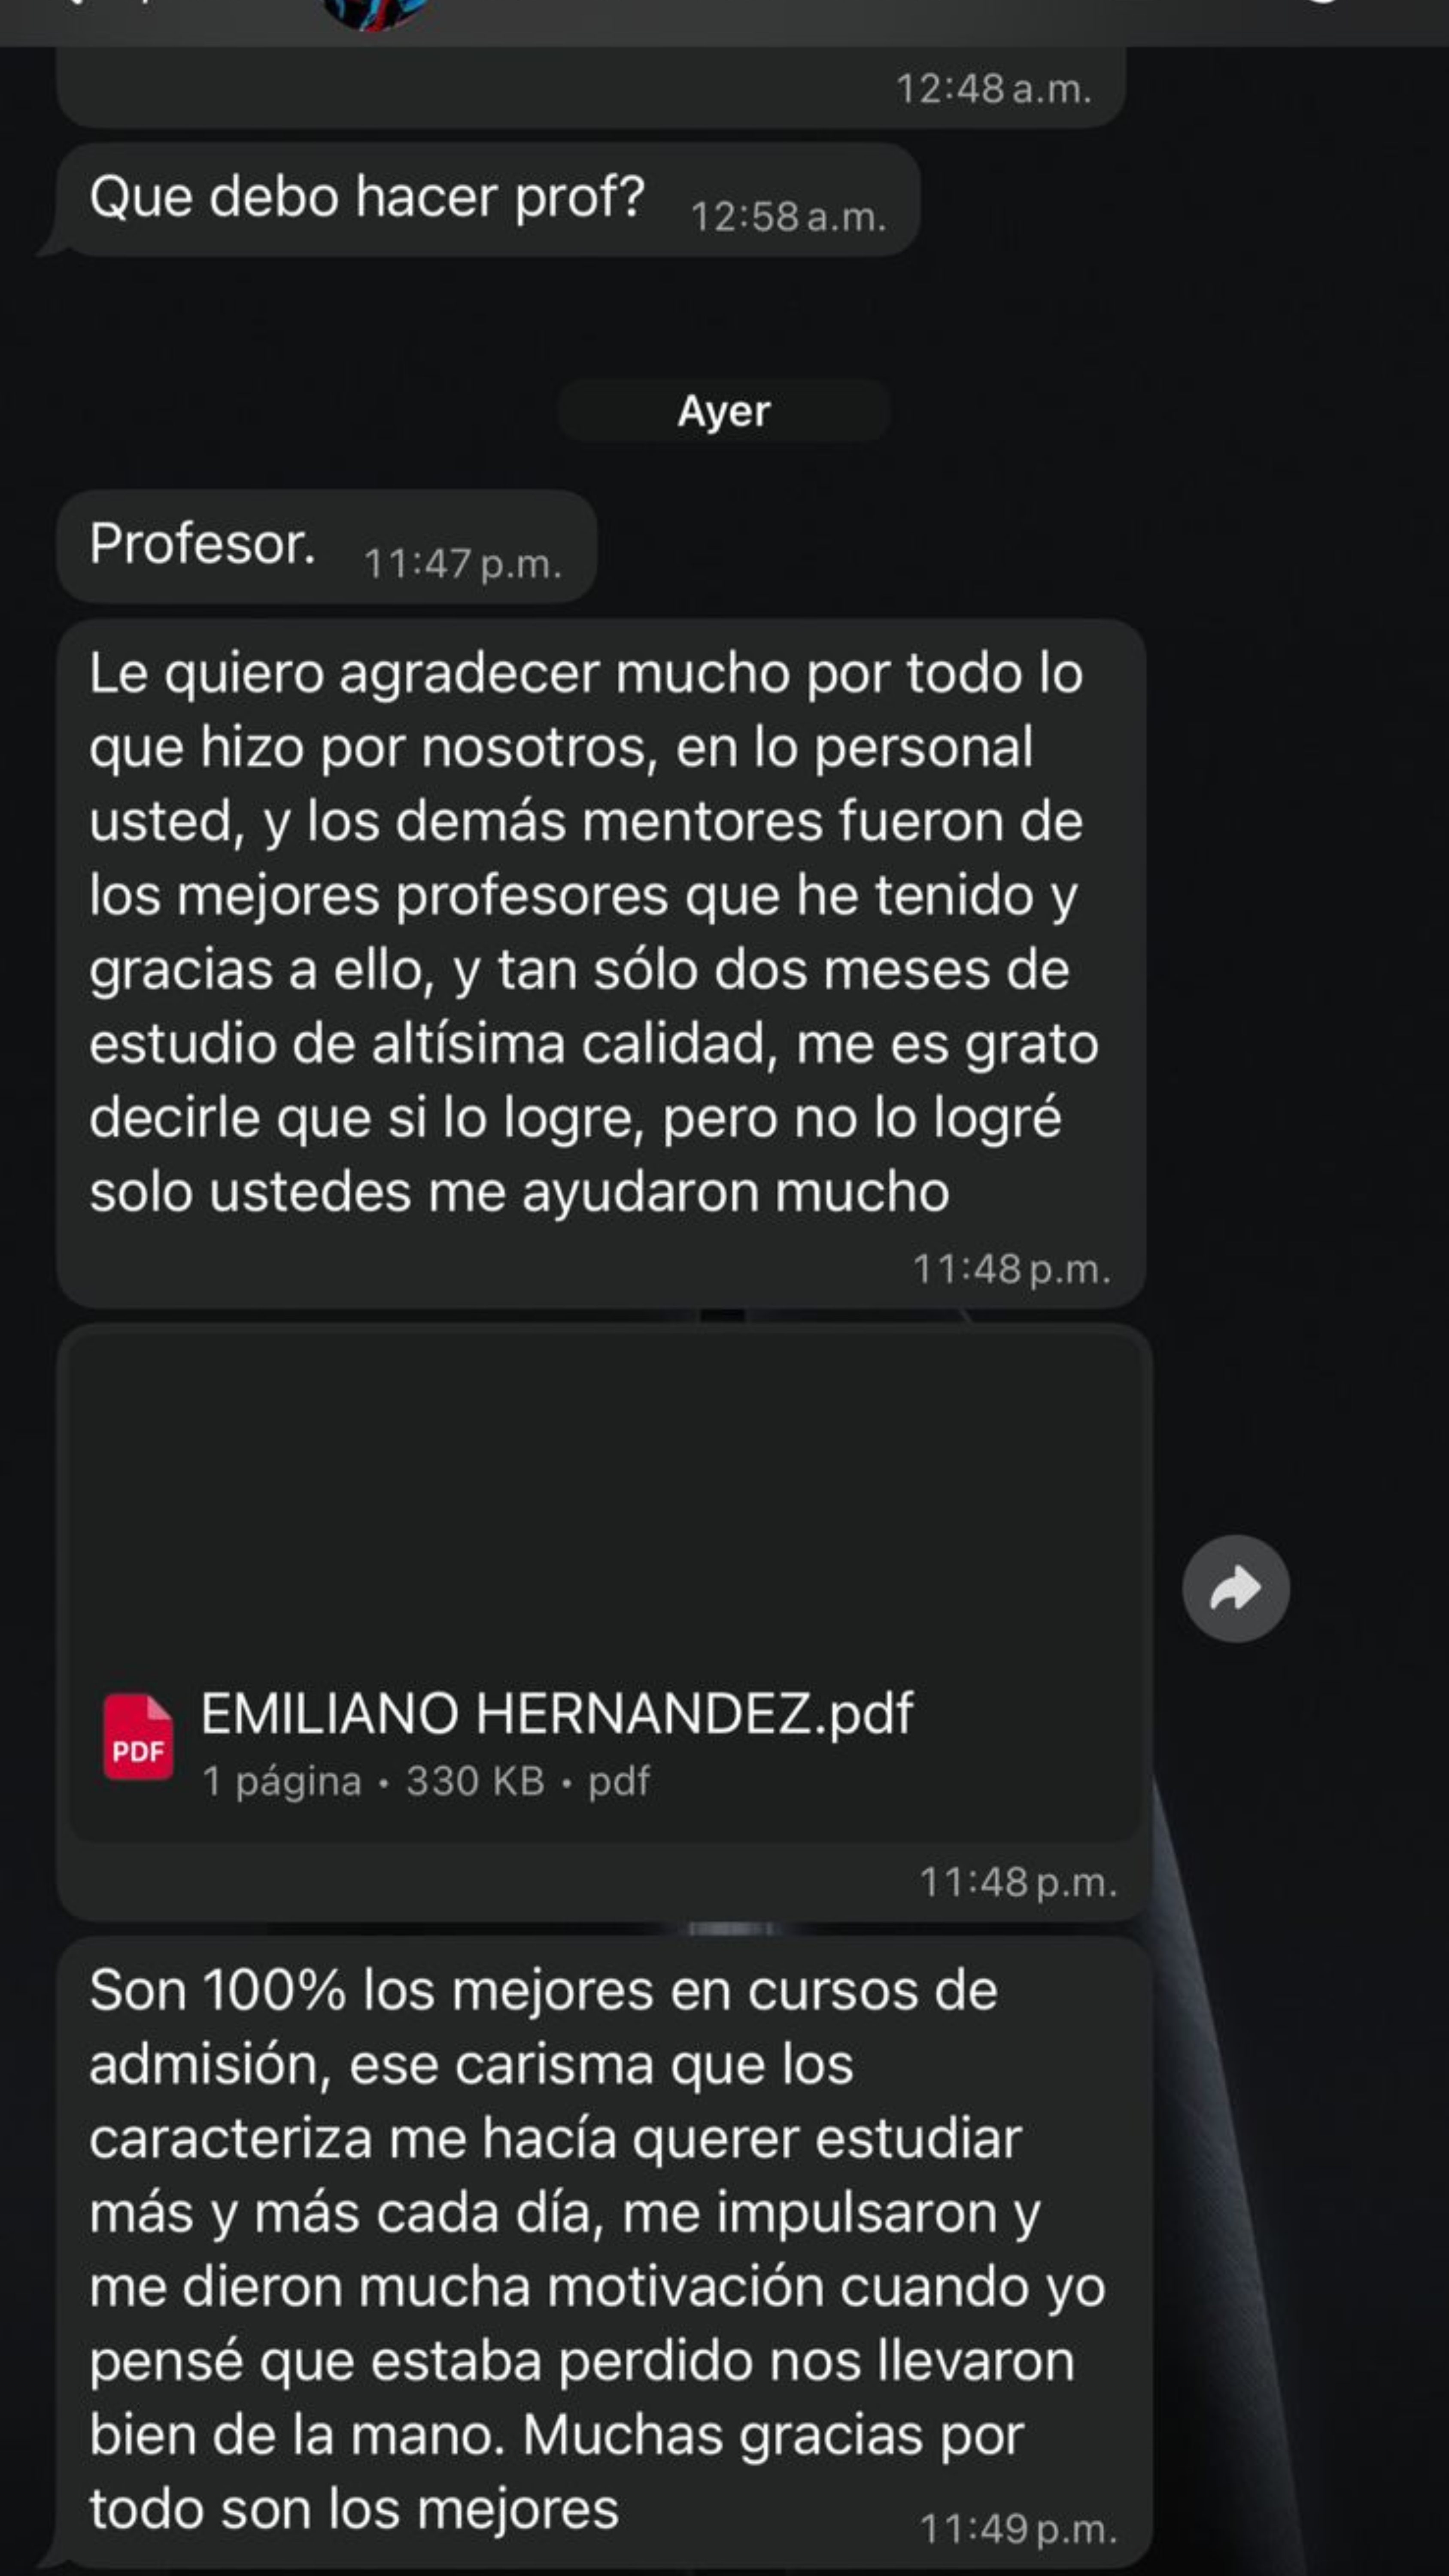 12:48 a.m.
Que debo hacer prof? 12:58 a.m.
Ayer
Profesor. 11:47 p.m.
Le quiero agradecer mucho por todo lo
que hizo por nosotros, en lo personal
usted, y los demás mentores fueron de
los mejores profesores que he tenido y
gracias a ello, y tan sólo dos meses de
estudio de altísima calidad, me es grato
decirle que si lo logre, pero no lo logré
solo ustedes me ayudaron mucho
11:48 p.m.
EMILIANO HERNANDEZ.pdf
PDF
1 página • 330 KB • pdf
11:48 p.m.
Son 100% los mejores en cursos de
admisión, ese carisma que los
caracteriza me hacía querer estudiar
más y más cada día, me impulsaron y
me dieron mucha motivación cuando yo
pensé que estaba perdido nos llevaron
bien de la mano. Muchas gracias por
todo son los mejores 11:49 p.m.